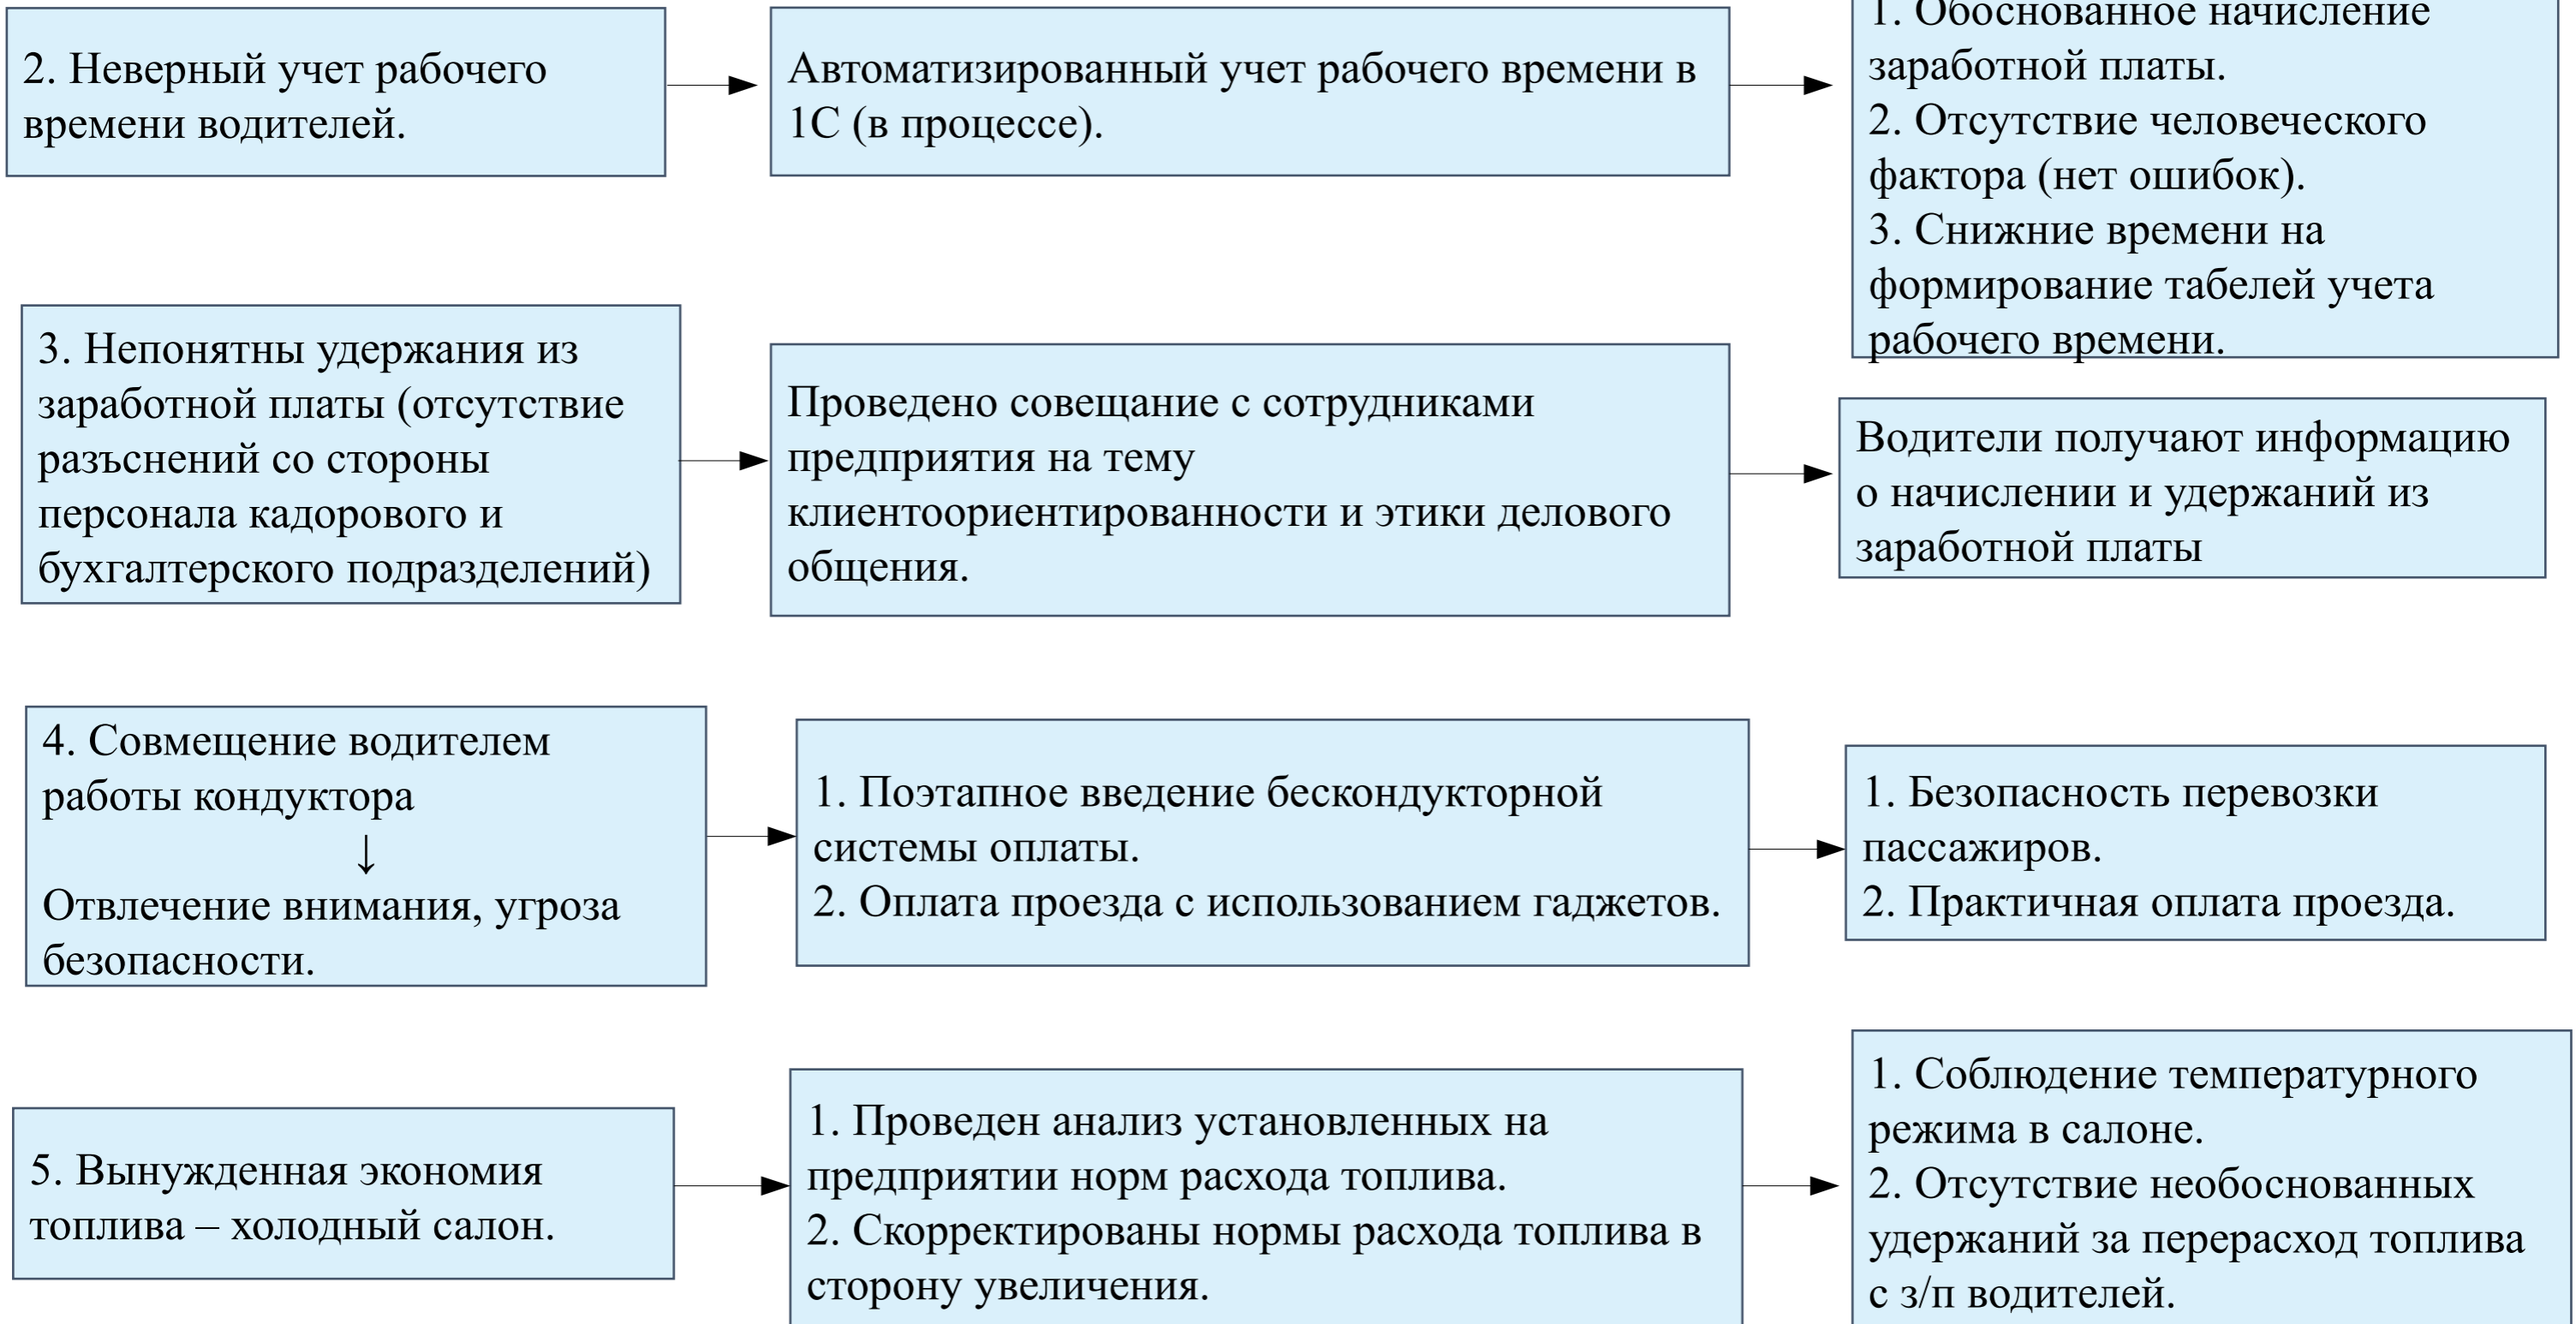 2. Неверный учет рабочего
времени водителей.
Автоматизированный учет рабочего времени в
1С (в процессе).
1. Обоснованное начисление
заработной платы.
2. Отсутствие человеческого
фактора (нет ошибок).
3. Снижние времени на
формирование табелей учета
рабочего времени.
3. Непонятны удержания из
заработной платы (отсутствие
разъснений со стороны
персонала кадорового и
бухгалтерского подразделений)
Проведено совещание с сотрудниками
предприятия на тему
клиентоориентированности и этики делового
общения.
Водители получают информацию
о начислении и удержаний из
заработной платы
4. Совмещение водителем
работы кондуктора
↓
Отвлечение внимания, угроза
безопасности.
1. Поэтапное введение бескондукторной
системы оплаты.
2. Оплата проезда с использованием гаджетов.
1. Безопасность перевозки
пассажиров.
2. Практичная оплата проезда.
5. Вынужденная экономия
топлива – холодный салон.
1. Проведен анализ установленных на
предприятии норм расхода топлива.
2. Скорректированы нормы расхода топлива в
сторону увеличения.
1. Соблюдение температурного
режима в салоне.
2. Отсутствие необоснованных
удержаний за перерасход топлива
с з/п водителей.